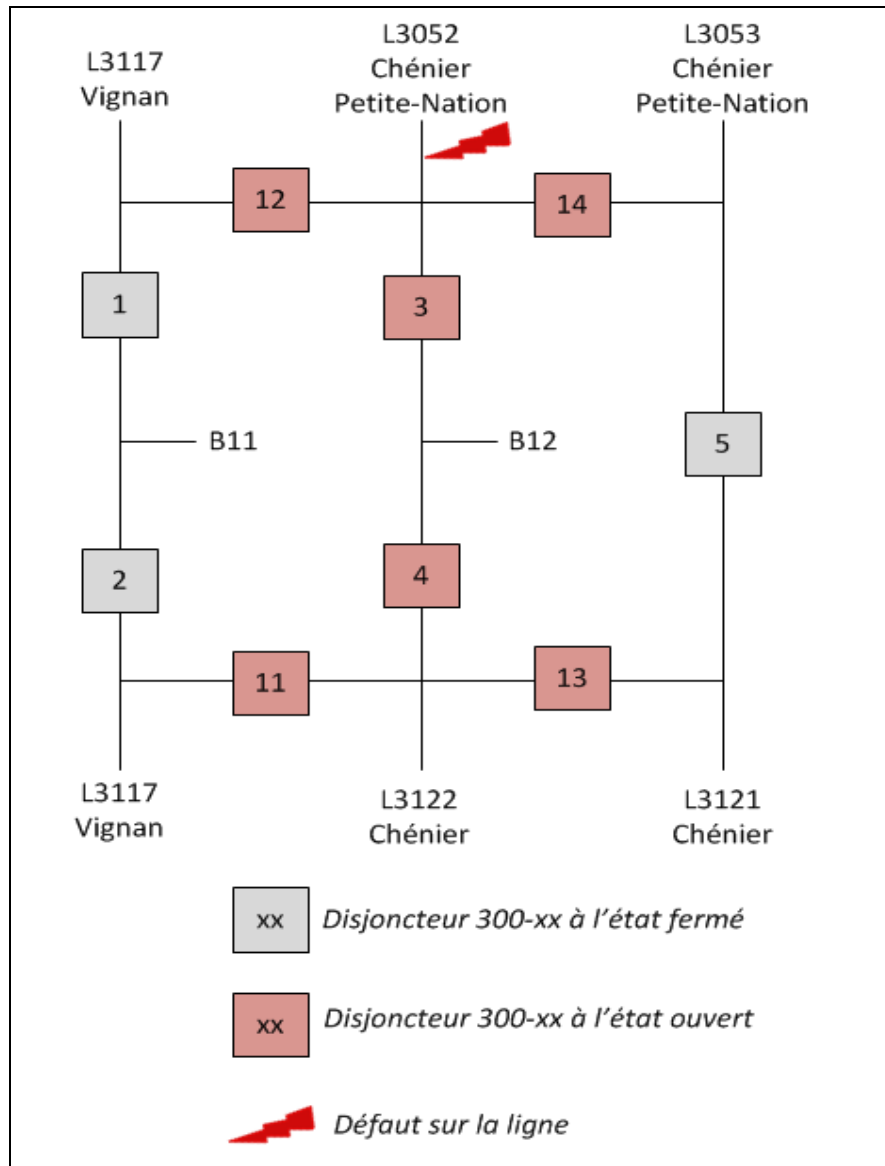 L3117
Vignan
L3052
Chénier
Petite-Nation
L3053
Chénier
Petite-Nation
12
14
1
3
B11
B12
5
2
4
11
13
L3117
Vignan
L3122
Chénier
L3121
Chénier
xx
Disjoncteur 300-xx à l'état fermé
xx
Disjoncteur 300-xx à l'état ouvert
Défaut sur la ligne